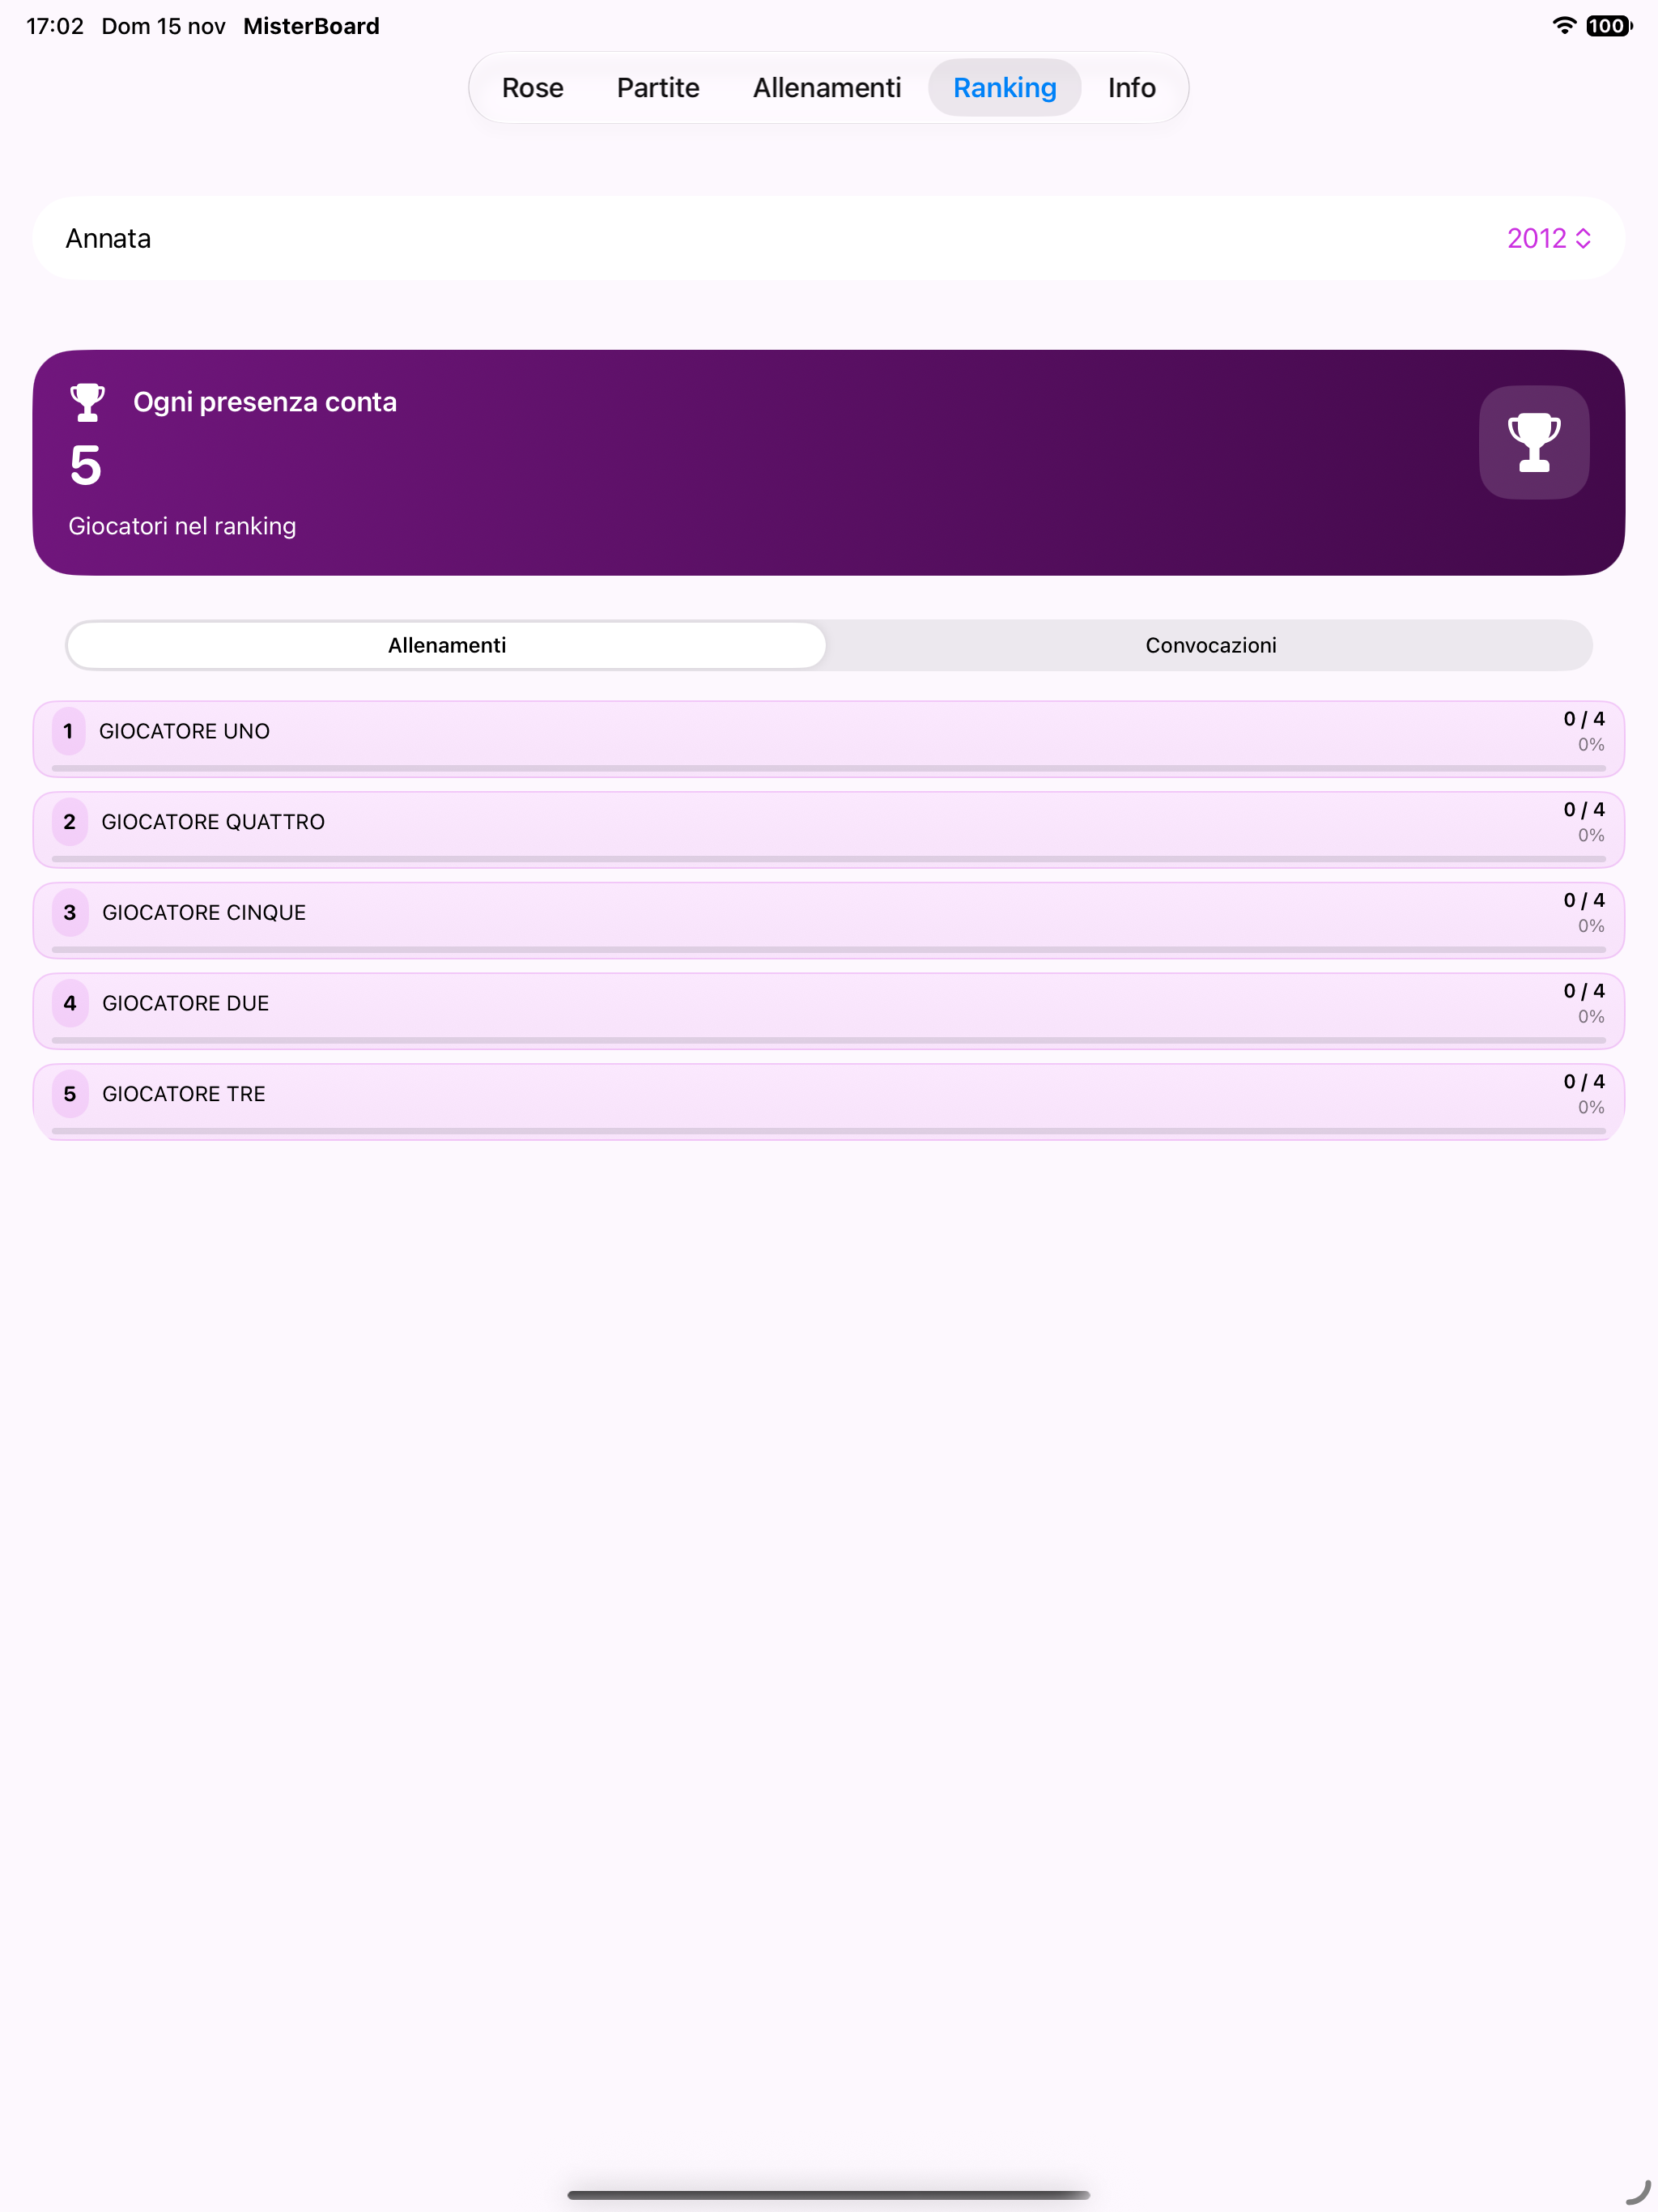 17:02 Dom 15 nov MisterBoard 100
Rose Partite Allenamenti Ranking Info
Annata 2012
Ogni presenza conta
5
Giocatori nel ranking
Allenamenti Convocazioni
1 GIOCATORE UNO 0 / 4
0%
2 GIOCATORE QUATTRO 0 / 4
0%
3 GIOCATORE CINQUE 0 / 4
0%
4 GIOCATORE DUE 0 / 4
0%
5 GIOCATORE TRE 0 / 4
0%